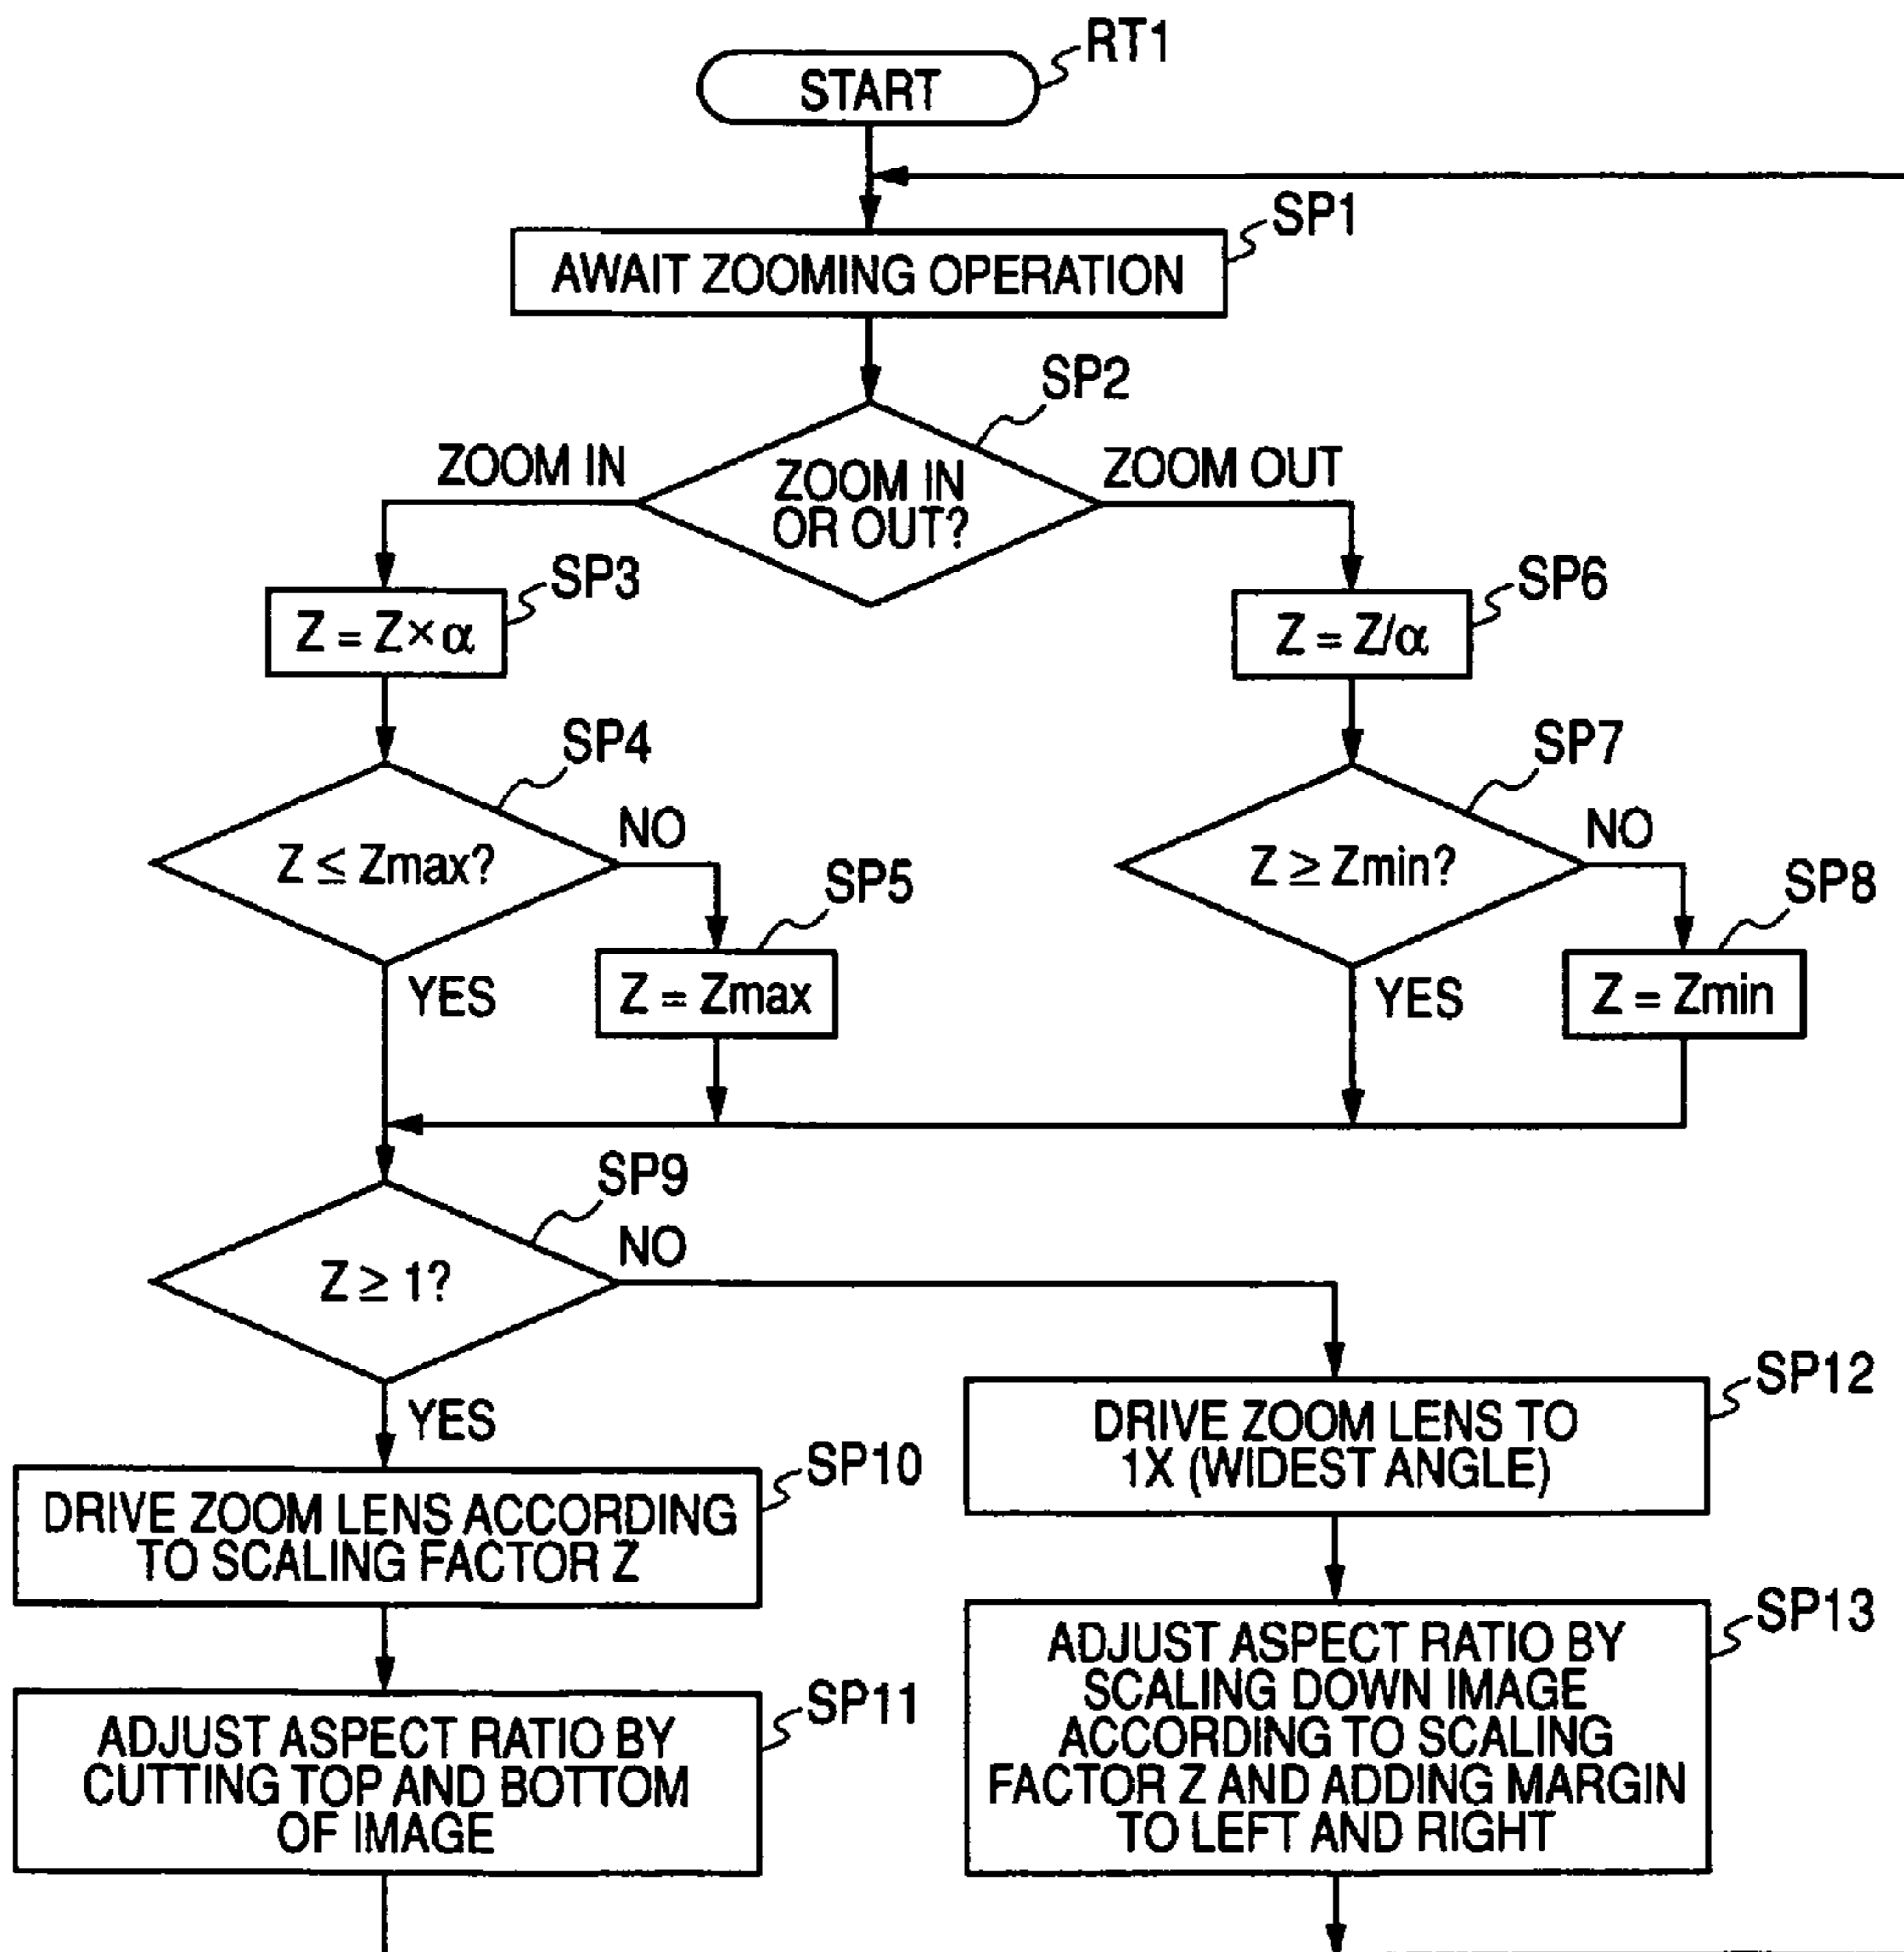 RT1
START
SP1
AWAIT ZOOMING OPERATION
SP2
ZOOM IN
ZOOM IN
OR OUT?
ZOOM OUT
SP3
Z = Z×α
SP6
Z = Z/α
SP4
Z ≤ Zmax?
NO
YES
SP5
Z = Zmax
SP7
Z ≥ Zmin?
NO
YES
SP8
Z = Zmin
SP9
Z ≥ 1?
NO
YES
SP10
DRIVE ZOOM LENS ACCORDING
TO SCALING FACTOR Z
SP12
DRIVE ZOOM LENS TO
1X (WIDEST ANGLE)
SP11
ADJUST ASPECT RATIO BY
CUTTING TOP AND BOTTOM
OF IMAGE
SP13
ADJUST ASPECT RATIO BY
SCALING DOWN IMAGE
ACCORDING TO SCALING
FACTOR Z AND ADDING MARGIN
TO LEFT AND RIGHT